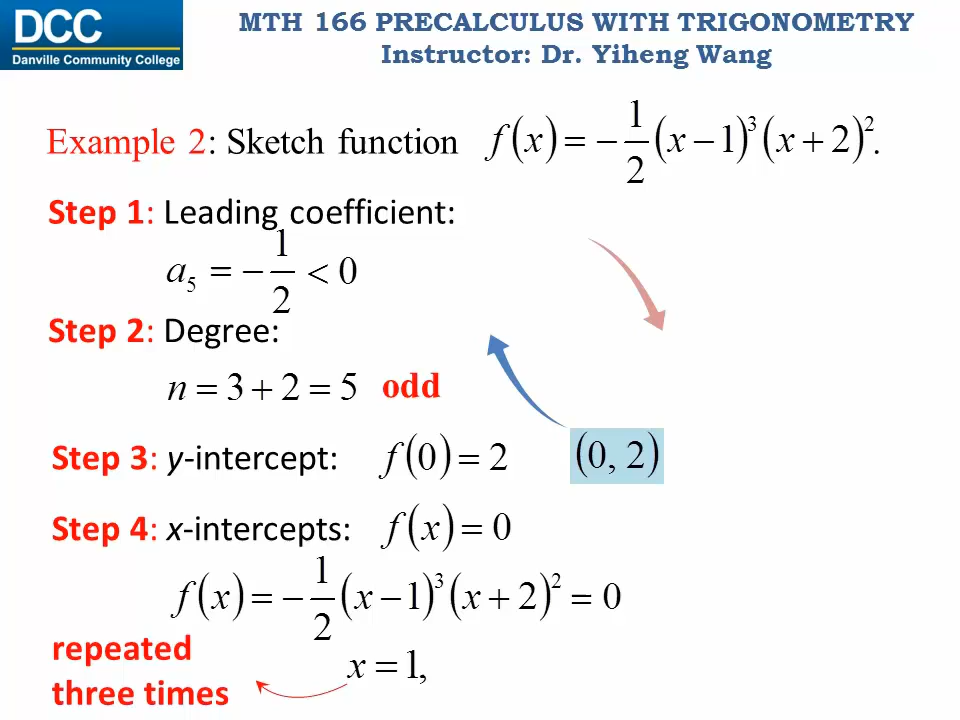 DCC
Danville Community College
MTH 166 PRECALCULUS WITH TRIGONOMETRY
Instructor: Dr. Yiheng Wang
Example 2: Sketch function f(x) = −1/2(x − 1)³(x + 2)².
Step 1: Leading coefficient:
a₅ = −1/2 < 0
Step 2: Degree:
n = 3 + 2 = 5 odd
Step 3: y-intercept: f(0) = 2 (0, 2)
Step 4: x-intercepts: f(x) = 0
f(x) = −1/2(x − 1)³(x + 2)² = 0
repeated
three times
x = 1,